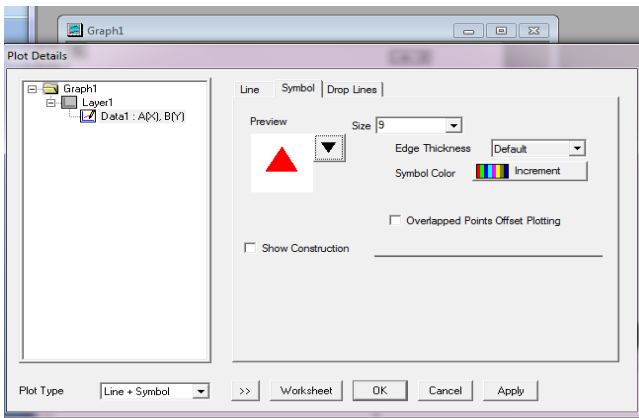 Graph1
Plot Details
Graph1
Layer1
Data1 : A(X), B(Y)
Line Symbol Drop Lines
Preview
Size 9
Edge Thickness Default
Symbol Color Increment
Overlapped Points Offset Plotting
Show Construction
Plot Type Line + Symbol >> Worksheet OK Cancel Apply